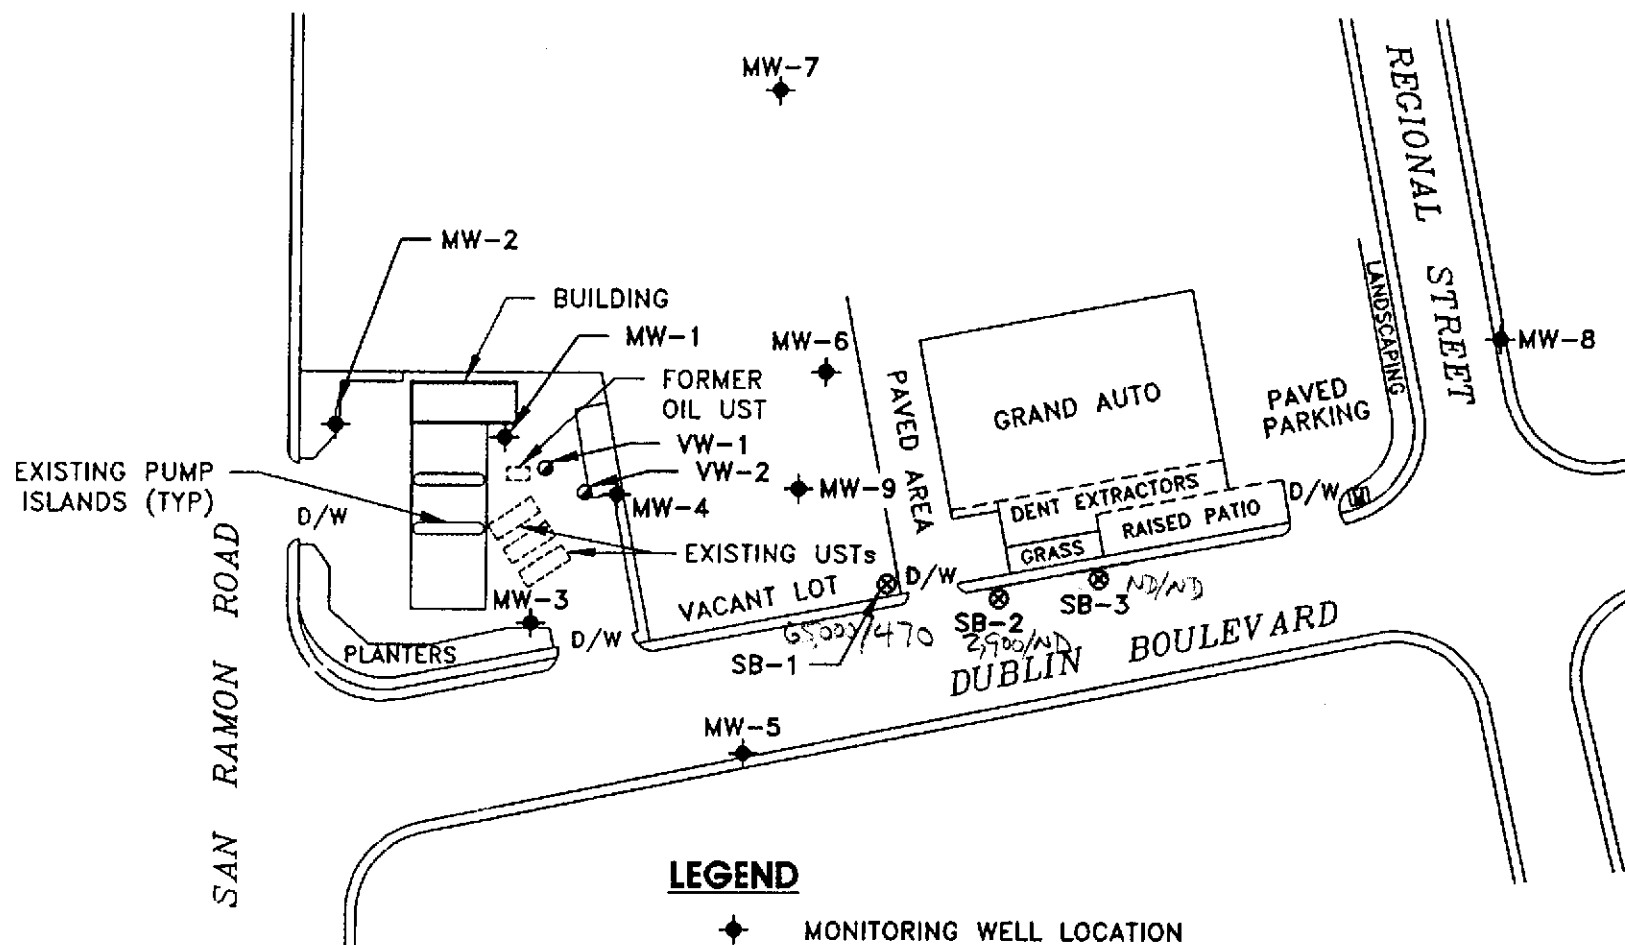 MW-7
REGIONAL STREET
MW-2
BUILDING
MW-1
MW-6
LANDSCAPING
MW-8
FORMER
OIL UST
PAVED AREA
GRAND AUTO
PAVED
PARKING
VW-1
EXISTING PUMP
ISLANDS (TYP)
VW-2
MW-9
MW-4
DENT EXTRACTORS
D/W
D/W
RAISED PATIO
EXISTING USTs
GRASS
D/W
MW-3
VACANT LOT
SB-3
ND/ND
SB-2
2,900/ND
D/W
PLANTERS
65,000/470
SB-1
DUBLIN BOULEVARD
SAN RAMON ROAD
MW-5
LEGEND
MONITORING WELL LOCATION